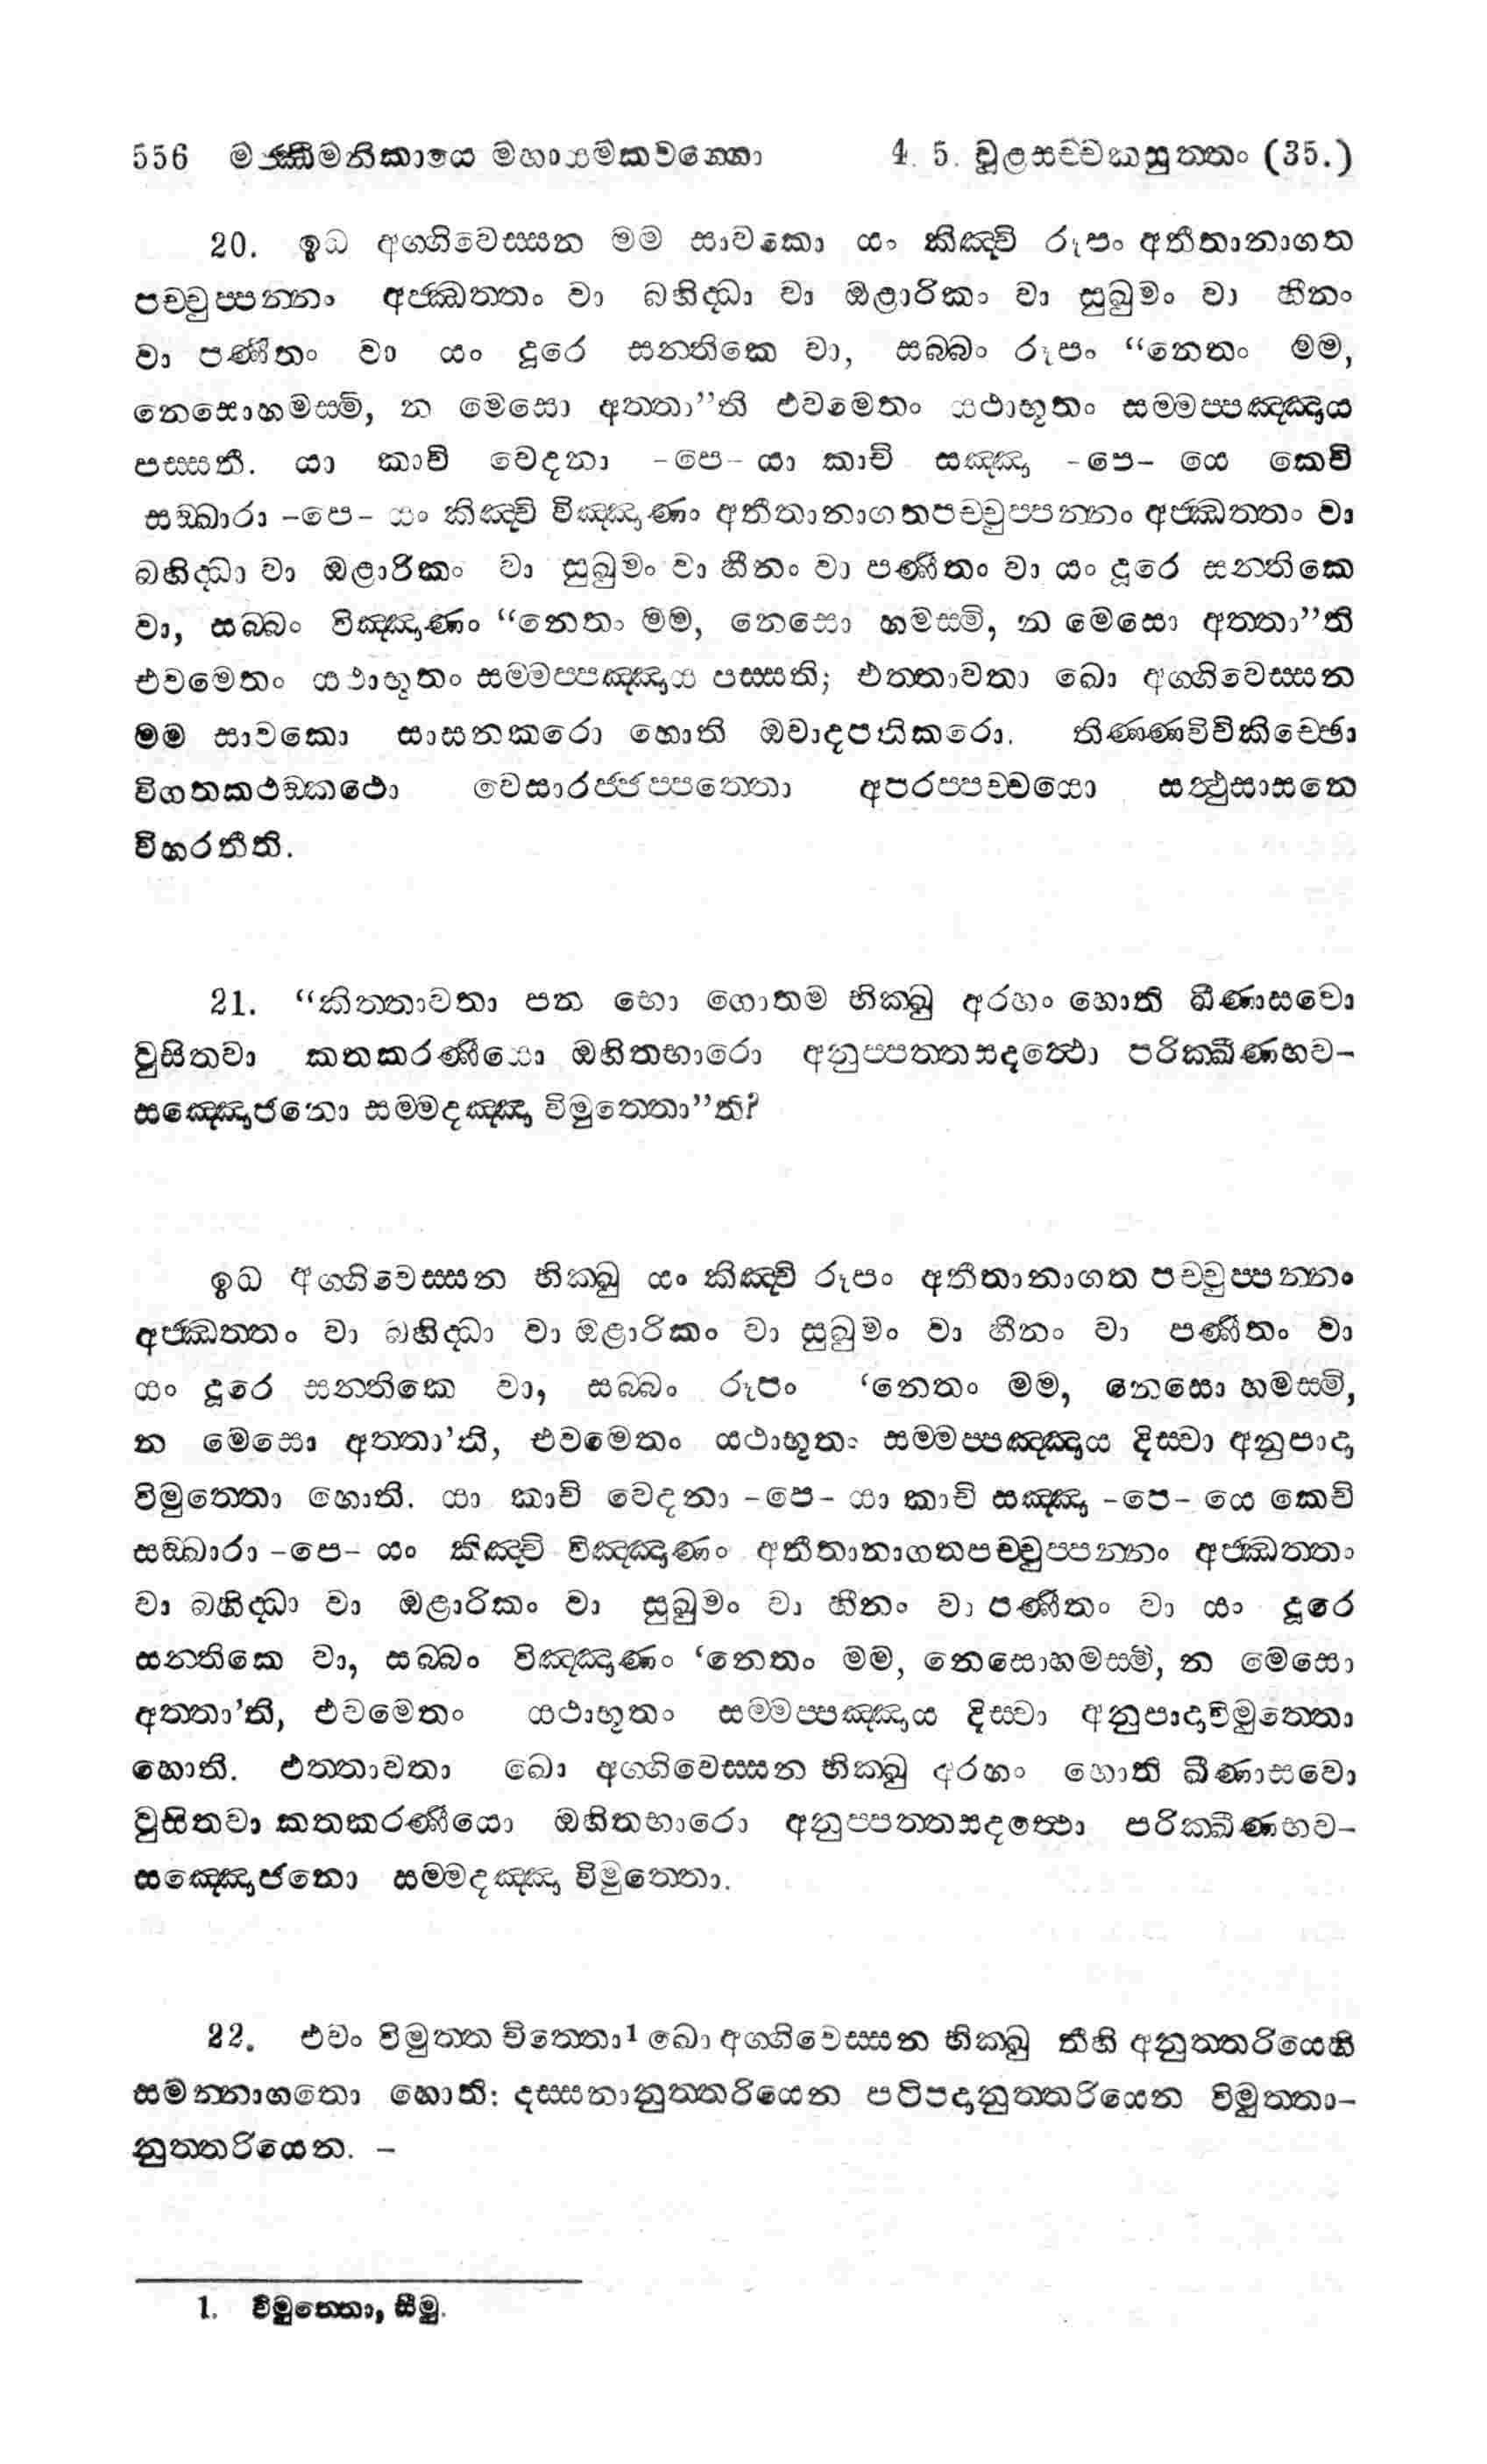 556 මජ්ඣිමනිකායෙ මහායමකවග්ගො 4. 5. චූළසච්චකසුත්තං (35.)
20. ඉධ අග්ගිවෙස්සන මම සාවකො යං කිඤ්චි රූපං අතීතානාගත
පච්චුප්පන්නං අජ්ඣත්තං වා බහිද්ධා වා ඔළාරිකං වා සුඛුමං වා හීනං
වා පණීතං වා යං දූරෙ සන්තිකෙ වා, සබ්බං රූපං “නෙතං මම,
නෙසොහමස්මි, න මෙසො අත්තා”ති එවමෙතං යථාභූතං සම්මප්පඤ්ඤාය
පස්සති. යා කාචි වෙදනා -පෙ- යා කාචි සඤ්ඤා -පෙ- යෙ කෙචි
සඞ්ඛාරා -පෙ- යං කිඤ්චි විඤ්ඤාණං අතීතානාගතපච්චුප්පන්නං අජ්ඣත්තං වා
බහිද්ධා වා ඔළාරිකං වා සුඛුමං වා හීනං වා පණීතං වා යං දූරෙ සන්තිකෙ
වා, සබ්බං විඤ්ඤාණං “නෙතං මම, නෙසො හමස්මි, න මෙසො අත්තා”ති
එවමෙතං යථාභූතං සම්මප්පඤ්ඤාය පස්සති; එත්තාවතා ඛො අග්ගිවෙස්සන
මම සාවකො සාසනකරො හොති ඔවාදපතිකරො. තිණ්ණවිචිකිච්ඡො
විගතකථඞ්කථො වෙසාරජ්ජප්පත්තො අපරප්පච්චයො සත්ථුසාසනෙ
විහරතීති.
21. “කිත්තාවතා පන භො ගොතම භික්ඛු අරහං හොති ඛීණාසවො
වුසිතවා කතකරණීයො ඔහිතභාරො අනුප්පත්තසදත්ථො පරික්ඛීණභව-
සඤ්ඤොජනො සම්මදඤ්ඤා විමුත්තො”ති?
ඉධ අග්ගිවෙස්සන භික්ඛු යං කිඤ්චි රූපං අතීතානාගත පච්චුප්පන්නං
අජ්ඣත්තං වා බහිද්ධා වා ඔළාරිකං වා සුඛුමං වා හීනං වා පණීතං වා
යං දූරෙ සන්තිකෙ වා, සබ්බං රූපං ‘නෙතං මම, නෙසො හමස්මි,
න මෙසො අත්තා’ති, එවමෙතං යථාභූතං සම්මප්පඤ්ඤාය දිස්වා අනුපාදා
විමුත්තො හොති. යා කාචි වෙදනා -පෙ- යා කාචි සඤ්ඤා -පෙ- යෙ කෙචි
සඞ්ඛාරා -පෙ- යං කිඤ්චි විඤ්ඤාණං අතීතානාගතපච්චුප්පන්නං අජ්ඣත්තං
වා බහිද්ධා වා ඔළාරිකං වා සුඛුමං වා හීනං වා පණීතං වා යං දූරෙ
සන්තිකෙ වා, සබ්බං විඤ්ඤාණං ‘නෙතං මම, නෙසොහමස්මි, න මෙසො
අත්තා’ති, එවමෙතං යථාභූතං සම්මප්පඤ්ඤාය දිස්වා අනුපාදාවිමුත්තො
හොති. එත්තාවතා ඛො අග්ගිවෙස්සන භික්ඛු අරහං හොති ඛීණාසවො
වුසිතවා කතකරණීයො ඔහිතභාරො අනුප්පත්තසදත්ථො පරික්ඛීණභව-
සඤ්ඤොජනො සම්මදඤ්ඤා විමුත්තො.
22. එවං විමුත්ත චිත්තො¹ ඛො අග්ගිවෙස්සන භික්ඛු තීහි අනුත්තරියෙහි
සමන්නාගතො හොති: දස්සනානුත්තරියෙන පටිපදානුත්තරියෙන විමුත්තා-
නුත්තරියෙන. -
1. විමුත්තො, සීමු.